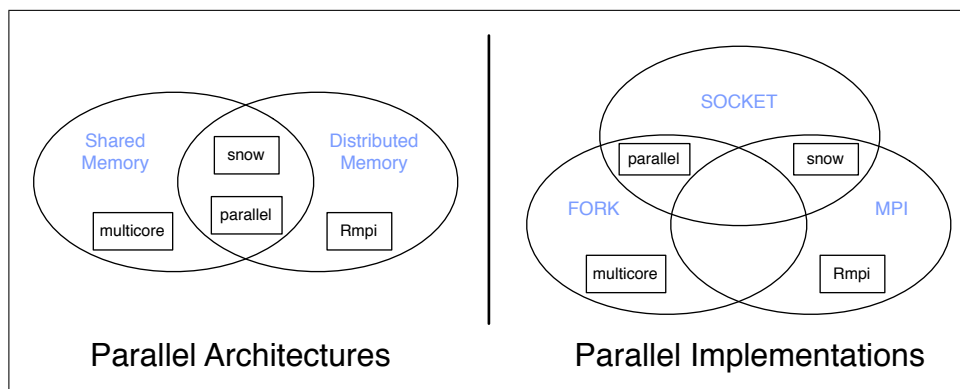 Shared
Memory
Distributed
Memory
snow
parallel
multicore
Rmpi
Parallel Architectures
SOCKET
parallel
snow
FORK
MPI
multicore
Rmpi
Parallel Implementations